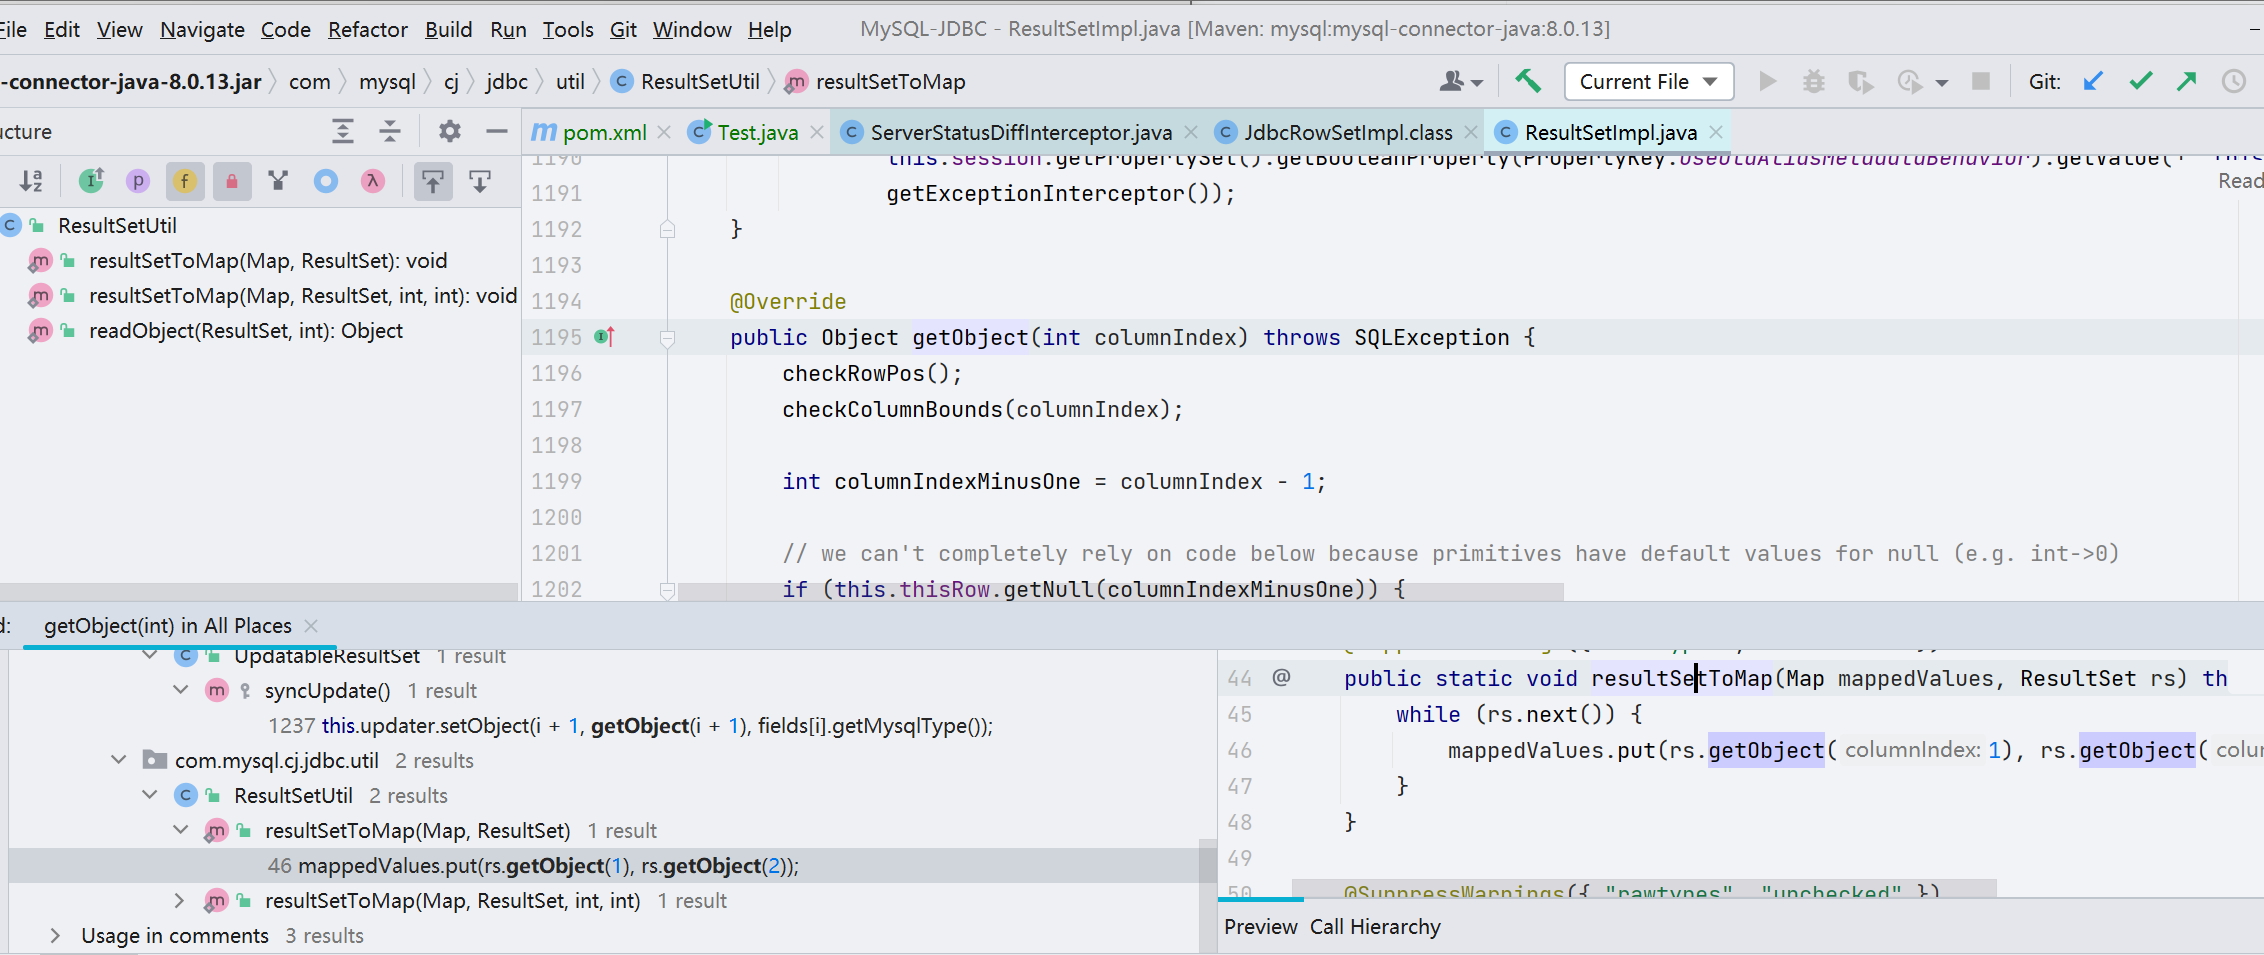 File Edit View Navigate Code Refactor Build Run Tools Git Window Help MySQL-JDBC - ResultSetImpl.java [Maven: mysql:mysql-connector-java:8.0.13]
-connector-java-8.0.13.jar com mysql cj jdbc util ResultSetUtil resultSetToMap Current File Git:
ucture
pom.xml Test.java ServerStatusDiffInterceptor.java JdbcRowSetImpl.class ResultSetImpl.java
ResultSetUtil
resultSetToMap(Map, ResultSet): void
resultSetToMap(Map, ResultSet, int, int): void
readObject(ResultSet, int): Object
1190 this.session.getPropertySet().getBooleanProperty(PropertyKey.useOldAliasMetadataBehavior).getValue(
Read
1191 getExceptionInterceptor());
1192 }
1193
1194 @Override
1195 public Object getObject(int columnIndex) throws SQLException {
1196 checkRowPos();
1197 checkColumnBounds(columnIndex);
1198
1199 int columnIndexMinusOne = columnIndex - 1;
1200
1201 // we can't completely rely on code below because primitives have default values for null (e.g. int->0)
1202 if (this.thisRow.getNull(columnIndexMinusOne)) {
d: getObject(int) in All Places
UpdatableResultSet 1 result
syncUpdate() 1 result
1237 this.updater.setObject(i + 1, getObject(i + 1), fields[i].getMysqlType());
com.mysql.cj.jdbc.util 2 results
ResultSetUtil 2 results
resultSetToMap(Map, ResultSet) 1 result
46 mappedValues.put(rs.getObject(1), rs.getObject(2));
resultSetToMap(Map, ResultSet, int, int) 1 result
Usage in comments 3 results
44 @ public static void resultSetToMap(Map mappedValues, ResultSet rs) th
45 while (rs.next()) {
46 mappedValues.put(rs.getObject( columnIndex: 1), rs.getObject( colu
47 }
48 }
49
50 @SuppressWarnings({ "rawtypes", "unchecked" })
Preview Call Hierarchy